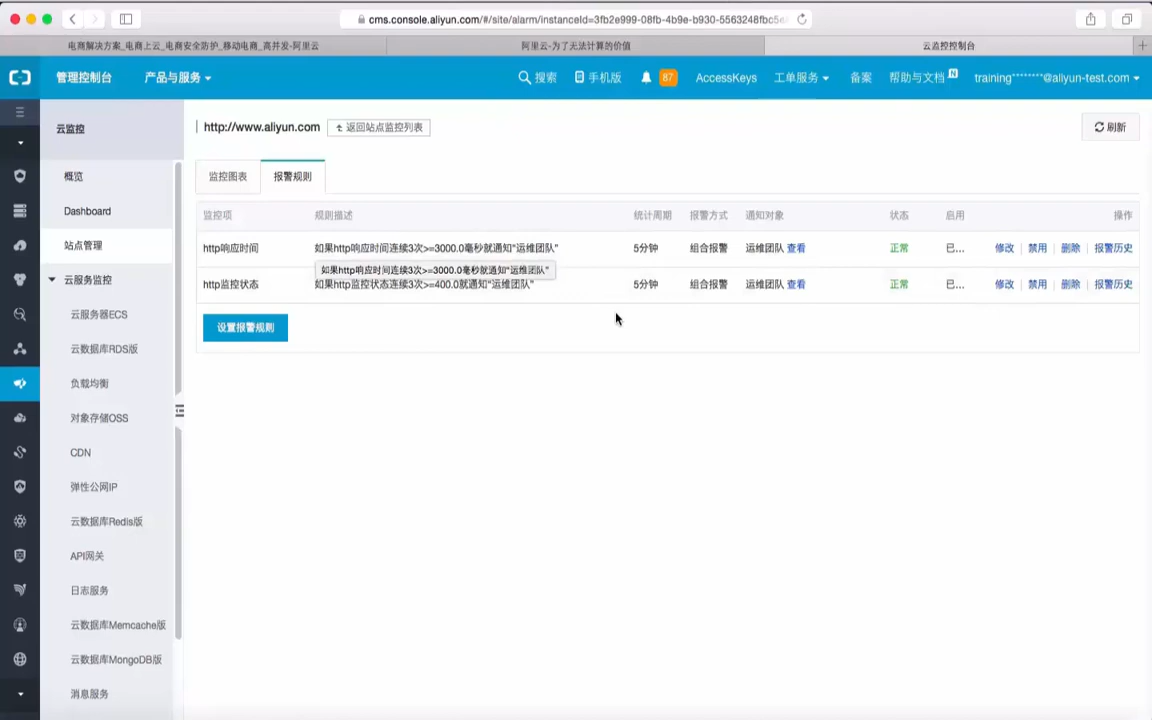 cms.console.aliyun.com/#/site/alarm/instanceId=3fb2e999-08fb-4b9e-b930-5563248fbc5e
电商解决方案_电商上云_电商安全防护_移动电商_高并发-阿里云
阿里云-为了无法计算的价值
云监控控制台
管理控制台
产品与服务
搜索
手机版
87
AccessKeys
工单服务
备案
帮助与文档
N
training********@aliyun-test.com
云监控
http://www.aliyun.com
返回站点监控列表
刷新
概览
Dashboard
站点管理
云服务监控
云服务器ECS
云数据库RDS版
负载均衡
对象存储OSS
CDN
弹性公网IP
云数据库Redis版
API网关
日志服务
云数据库Memcache版
云数据库MongoDB版
消息服务
监控图表
报警规则
监控项 规则描述 统计周期 报警方式 通知对象 状态 启用 操作
http响应时间 如果http响应时间连续3次>=3000.0毫秒就通知"运维团队" 5分钟 组合报警 运维团队 查看 正常 已... 修改 禁用 删除 报警历史
如果http响应时间连续3次>=3000.0毫秒就通知"运维团队"
http监控状态 如果http监控状态连续3次>=400.0就通知"运维团队" 5分钟 组合报警 运维团队 查看 正常 已... 修改 禁用 删除 报警历史
设置报警规则